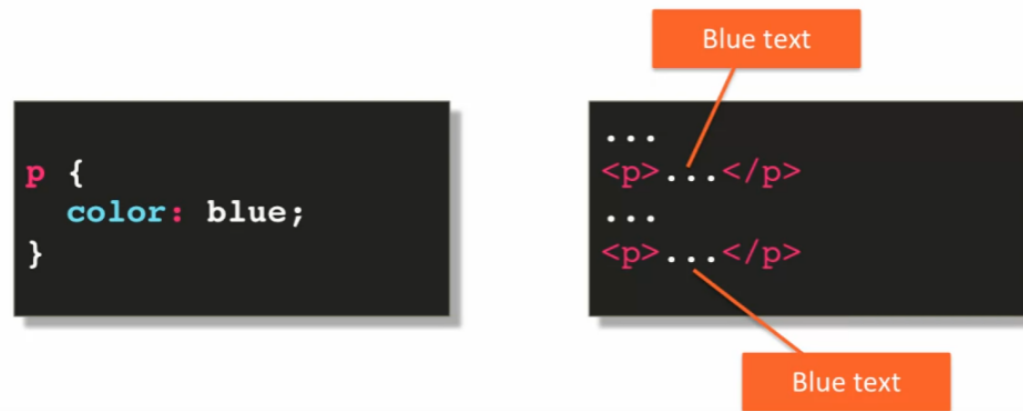 Blue text
p {
color: blue;
}
...
<p>...</p>
...
<p>...</p>
Blue text